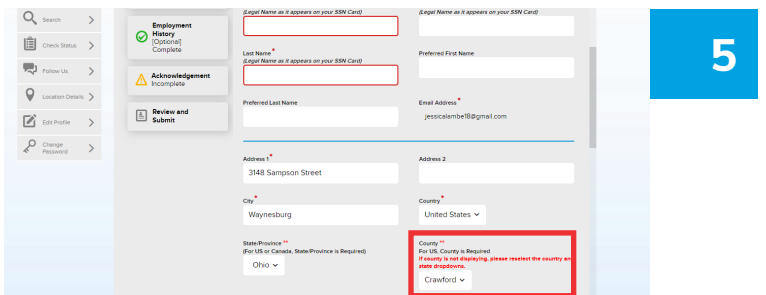 Search
Check Status
Follow Us
Location Details
Edit Profile
Change
Password
Employment
History
[Optional]
Complete
Acknowledgement
Incomplete
Review and
Submit
(Legal Name as it appears on your SSN Card)
(Legal Name as it appears on your SSN Card)
Last Name *
(Legal Name as it appears on your SSN Card)
Preferred First Name
Preferred Last Name
Email Address *
jessicalambe18@gmail.com
Address 1 *
3148 Sampson Street
Address 2
City *
Waynesburg
Country *
United States
State/Province **
(For US or Canada, State/Province is Required)
Ohio
County **
For US, County is Required
If county is not displaying, please reselect the country an
state dropdowns.
Crawford
5